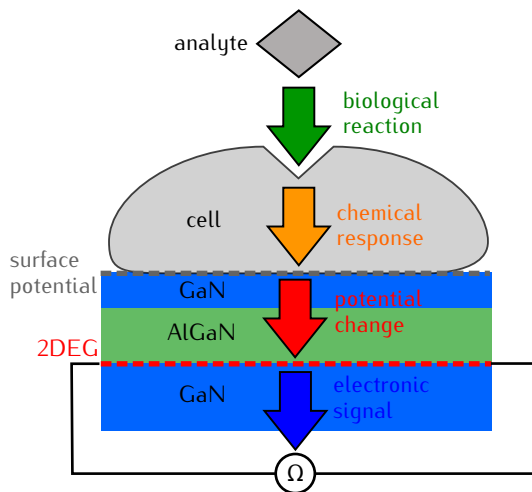 analyte
biological
reaction
cell
chemical
response
surface
potential
GaN
potential
change
AlGaN
2DEG
GaN
electronic
signal
Ω